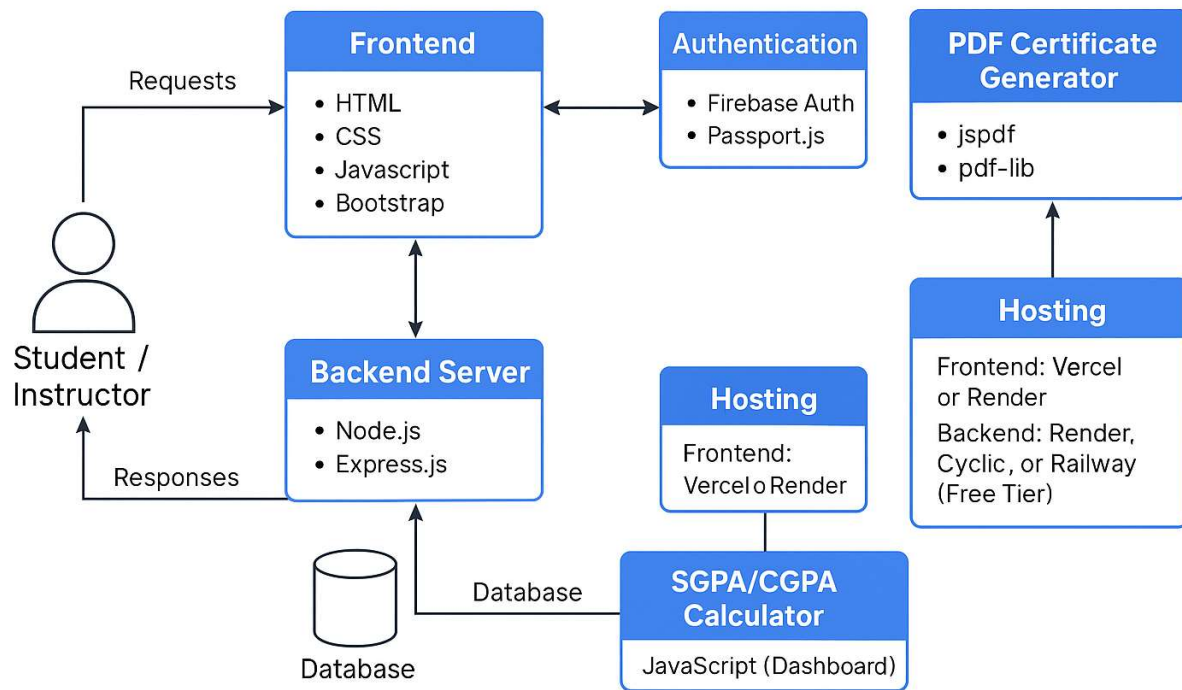 Requests
Frontend
• HTML
• CSS
• Javascript
• Bootstrap
Authentication
• Firebase Auth
• Passport.js
PDF Certificate
Generator
• jspdf
• pdf-lib
Student /
Instructor
Responses
Backend Server
• Node.js
• Express.js
Hosting
Frontend:
Vercel o Render
Hosting
Frontend: Vercel
or Render
Backend: Render,
Cyclic, or Railway
(Free Tier)
Database
Database
SGPA/CGPA
Calculator
JavaScript (Dashboard)